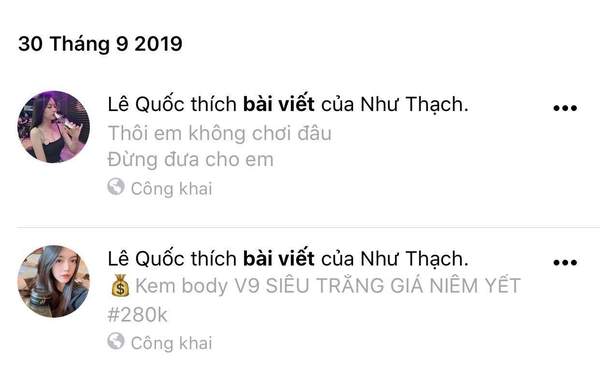 30 Tháng 9 2019
Lê Quốc thích bài viết của Như Thạch.
Thôi em không chơi đâu
Đừng đưa cho em
Công khai
Lê Quốc thích bài viết của Như Thạch.
💰Kem body V9 SIÊU TRẮNG GIÁ NIÊM YẾT
#280k
Công khai